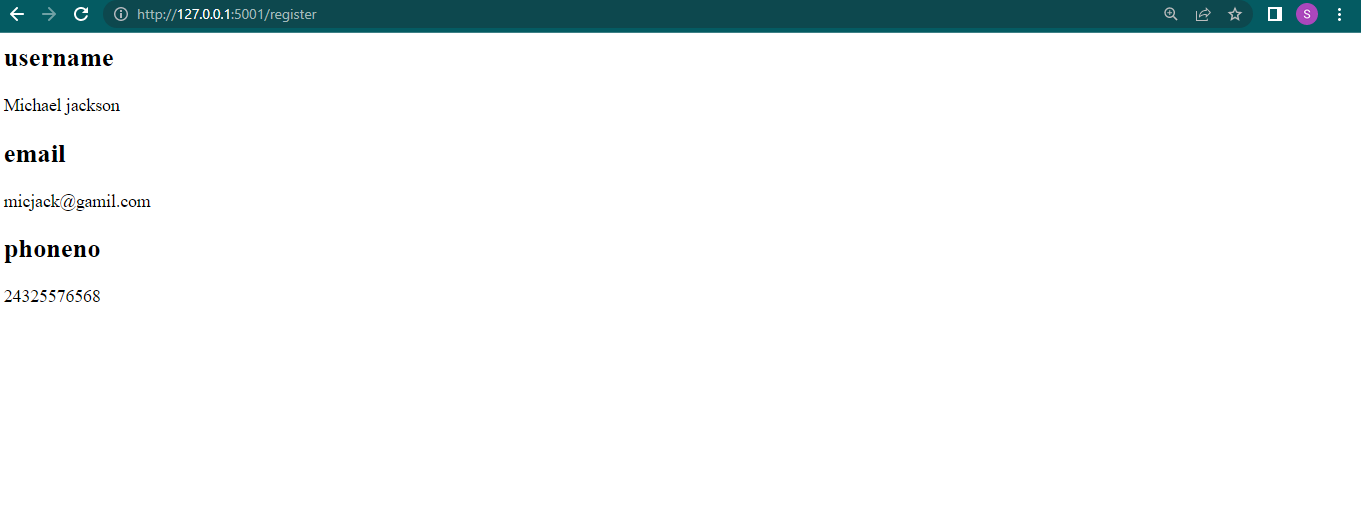 http://127.0.0.1:5001/register
S
username
Michael jackson
email
micjack@gamil.com
phoneno
24325576568